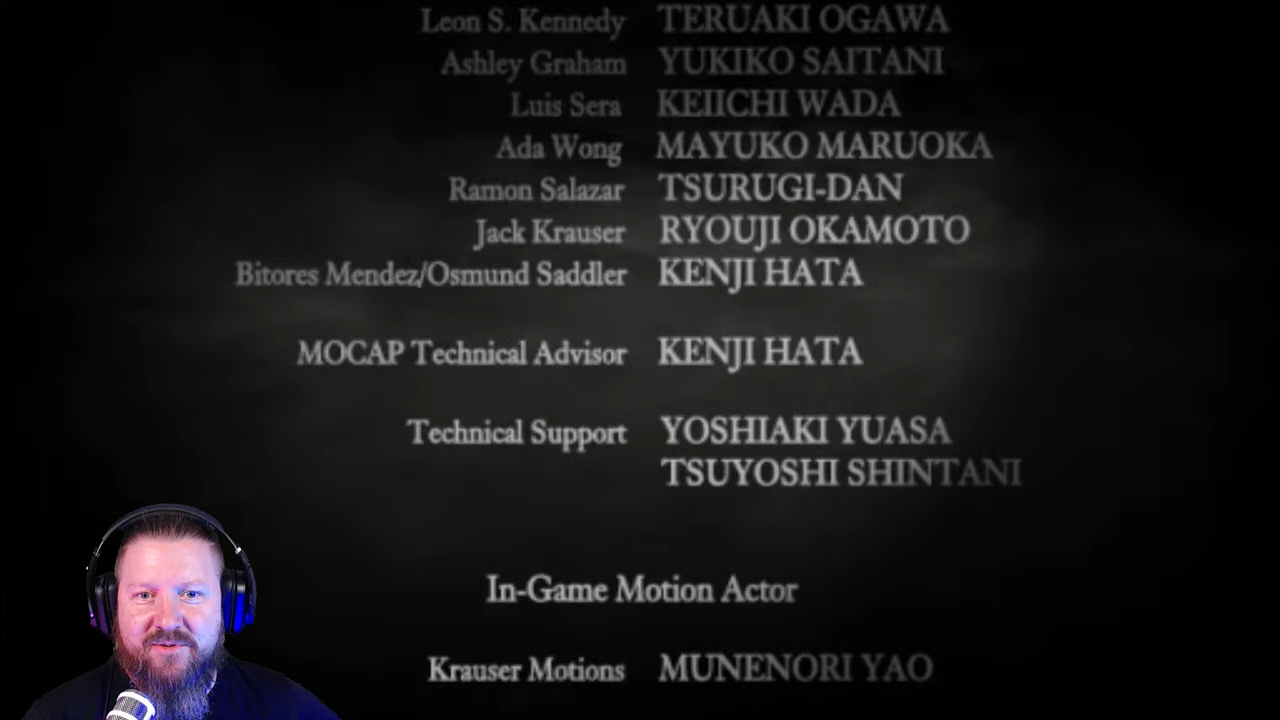 Leon S. Kennedy TERUAKI OGAWA
Ashley Graham YUKIKO SAITANI
Luis Sera KEIICHI WADA
Ada Wong MAYUKO MARUOKA
Ramon Salazar TSURUGI-DAN
Jack Krauser RYOUJI OKAMOTO
Bitores Mendez/Osmund Saddler KENJI HATA
MOCAP Technical Advisor KENJI HATA
Technical Support YOSHIAKI YUASA
TSUYOSHI SHINTANI
In-Game Motion Actor
Krauser Motions MUNENORI YAO